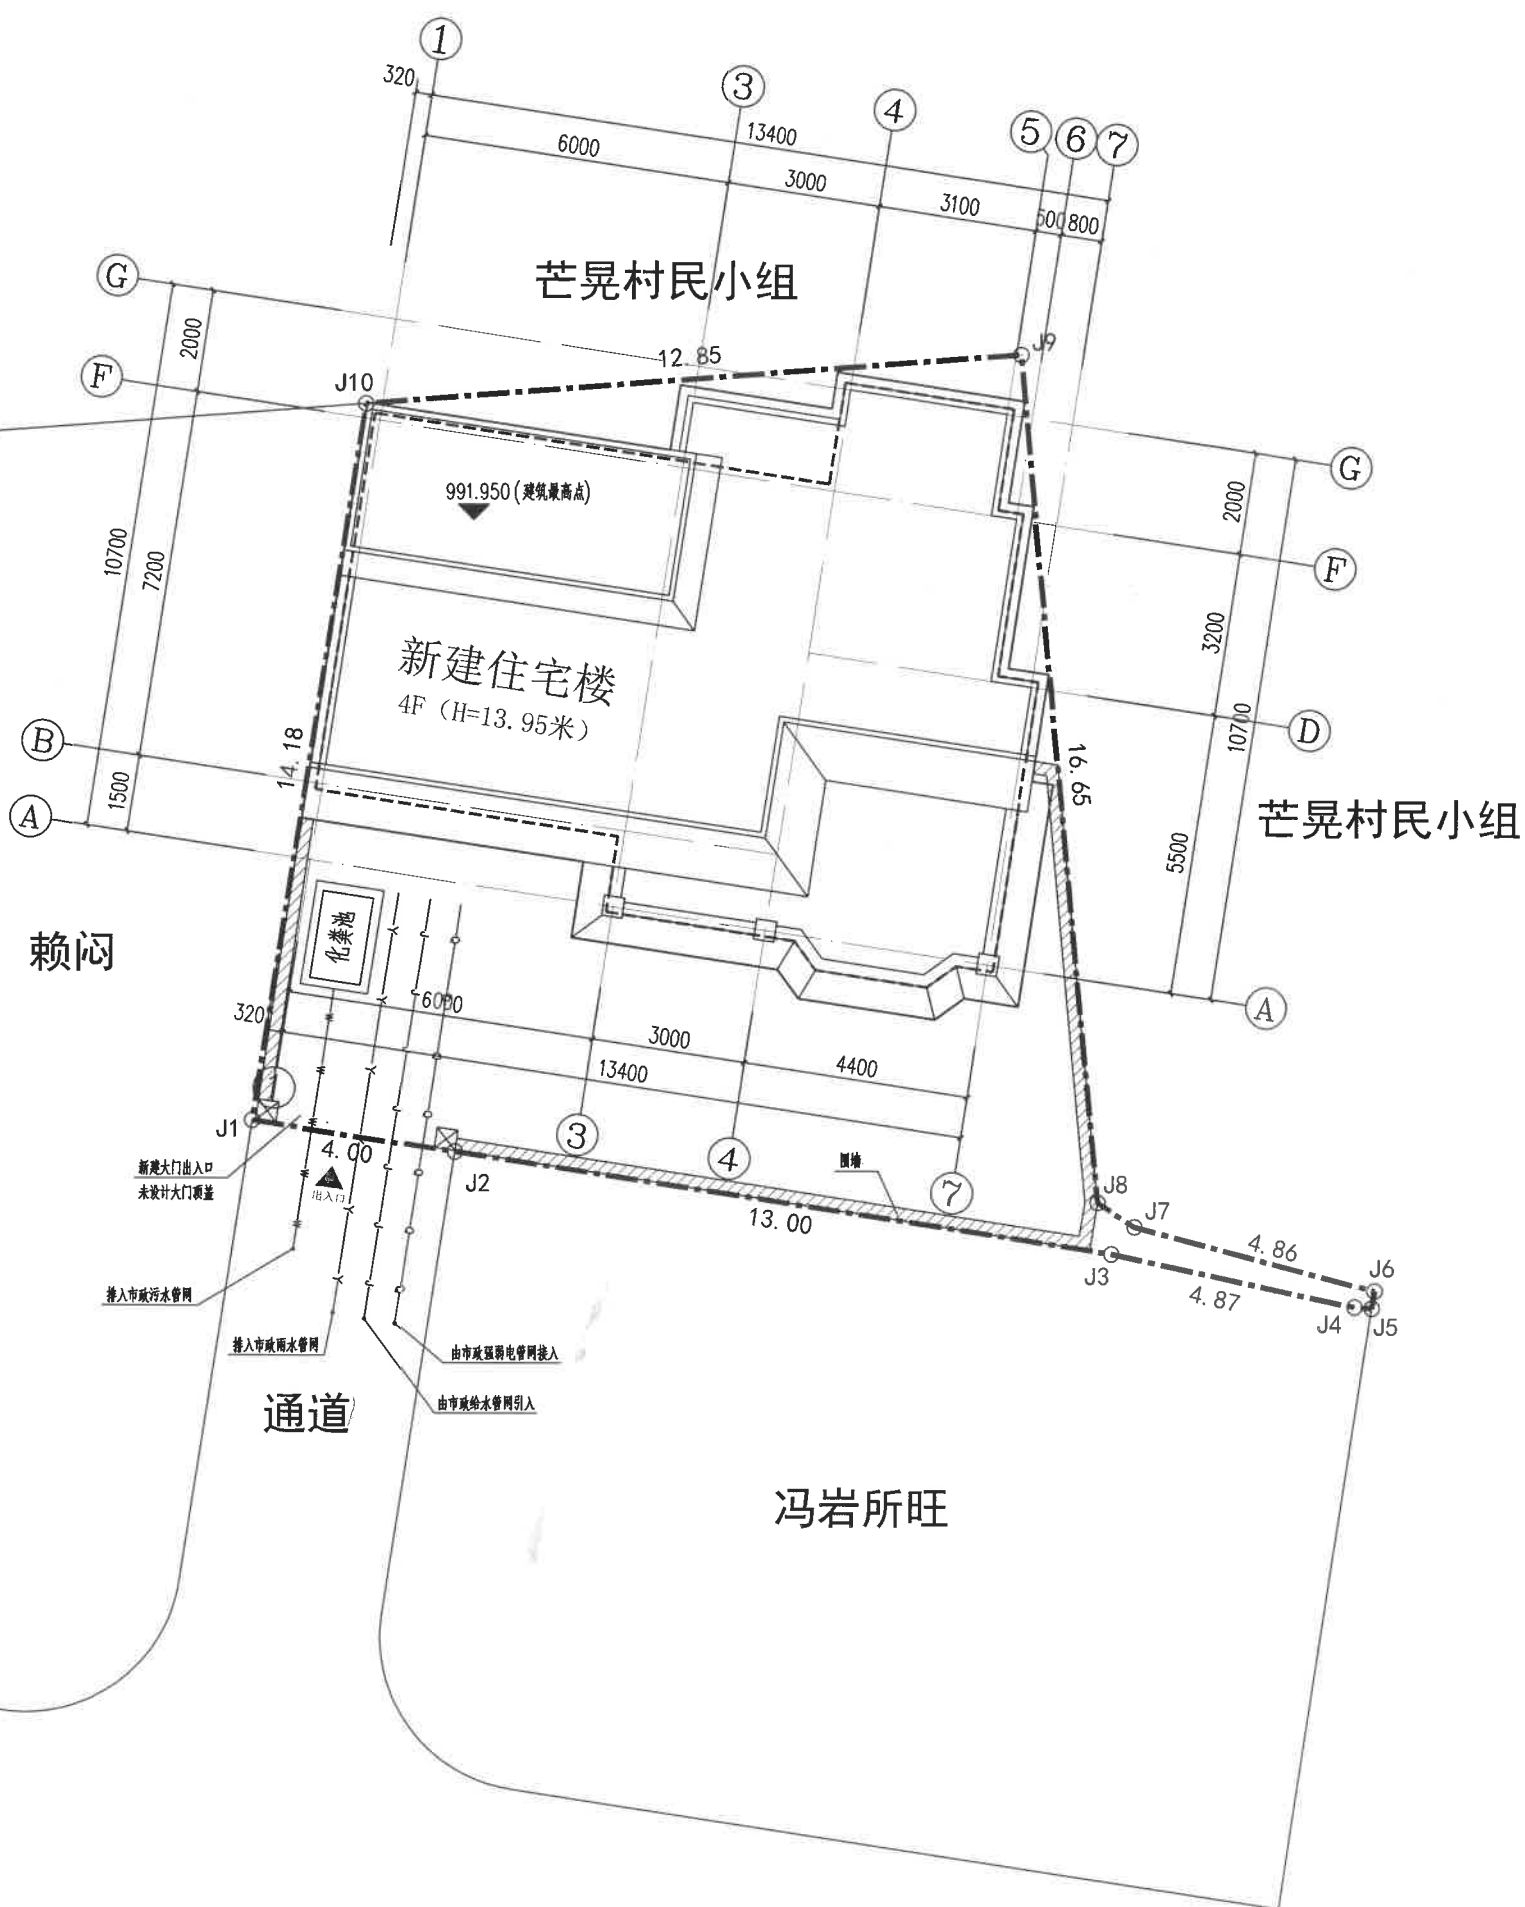 1
320
3
4
13400
5
6
7
6000
3000
3100
500
800
芒晃村民小组
G
2000
F
J10
12.85
J9
G
991.950(建筑最高点)
2000
F
10700
7200
3200
新建住宅楼
4F（H=13.95米）
14.18
B
D
10700
16.65
1500
A
芒晃村民小组
5500
赖闷
化粪池
A
6000
320
3000
13400
4400
J1
4.00
3
4
7
新建大门出入口
未设计大门顶盖
出入口
J2
围墙
13.00
J8
J7
4.86
J6
J3
4.87
J4
J5
排入市政污水管网
排入市政雨水管网
由市政强弱电管网接入
由市政给水管网引入
通道
冯岩所旺